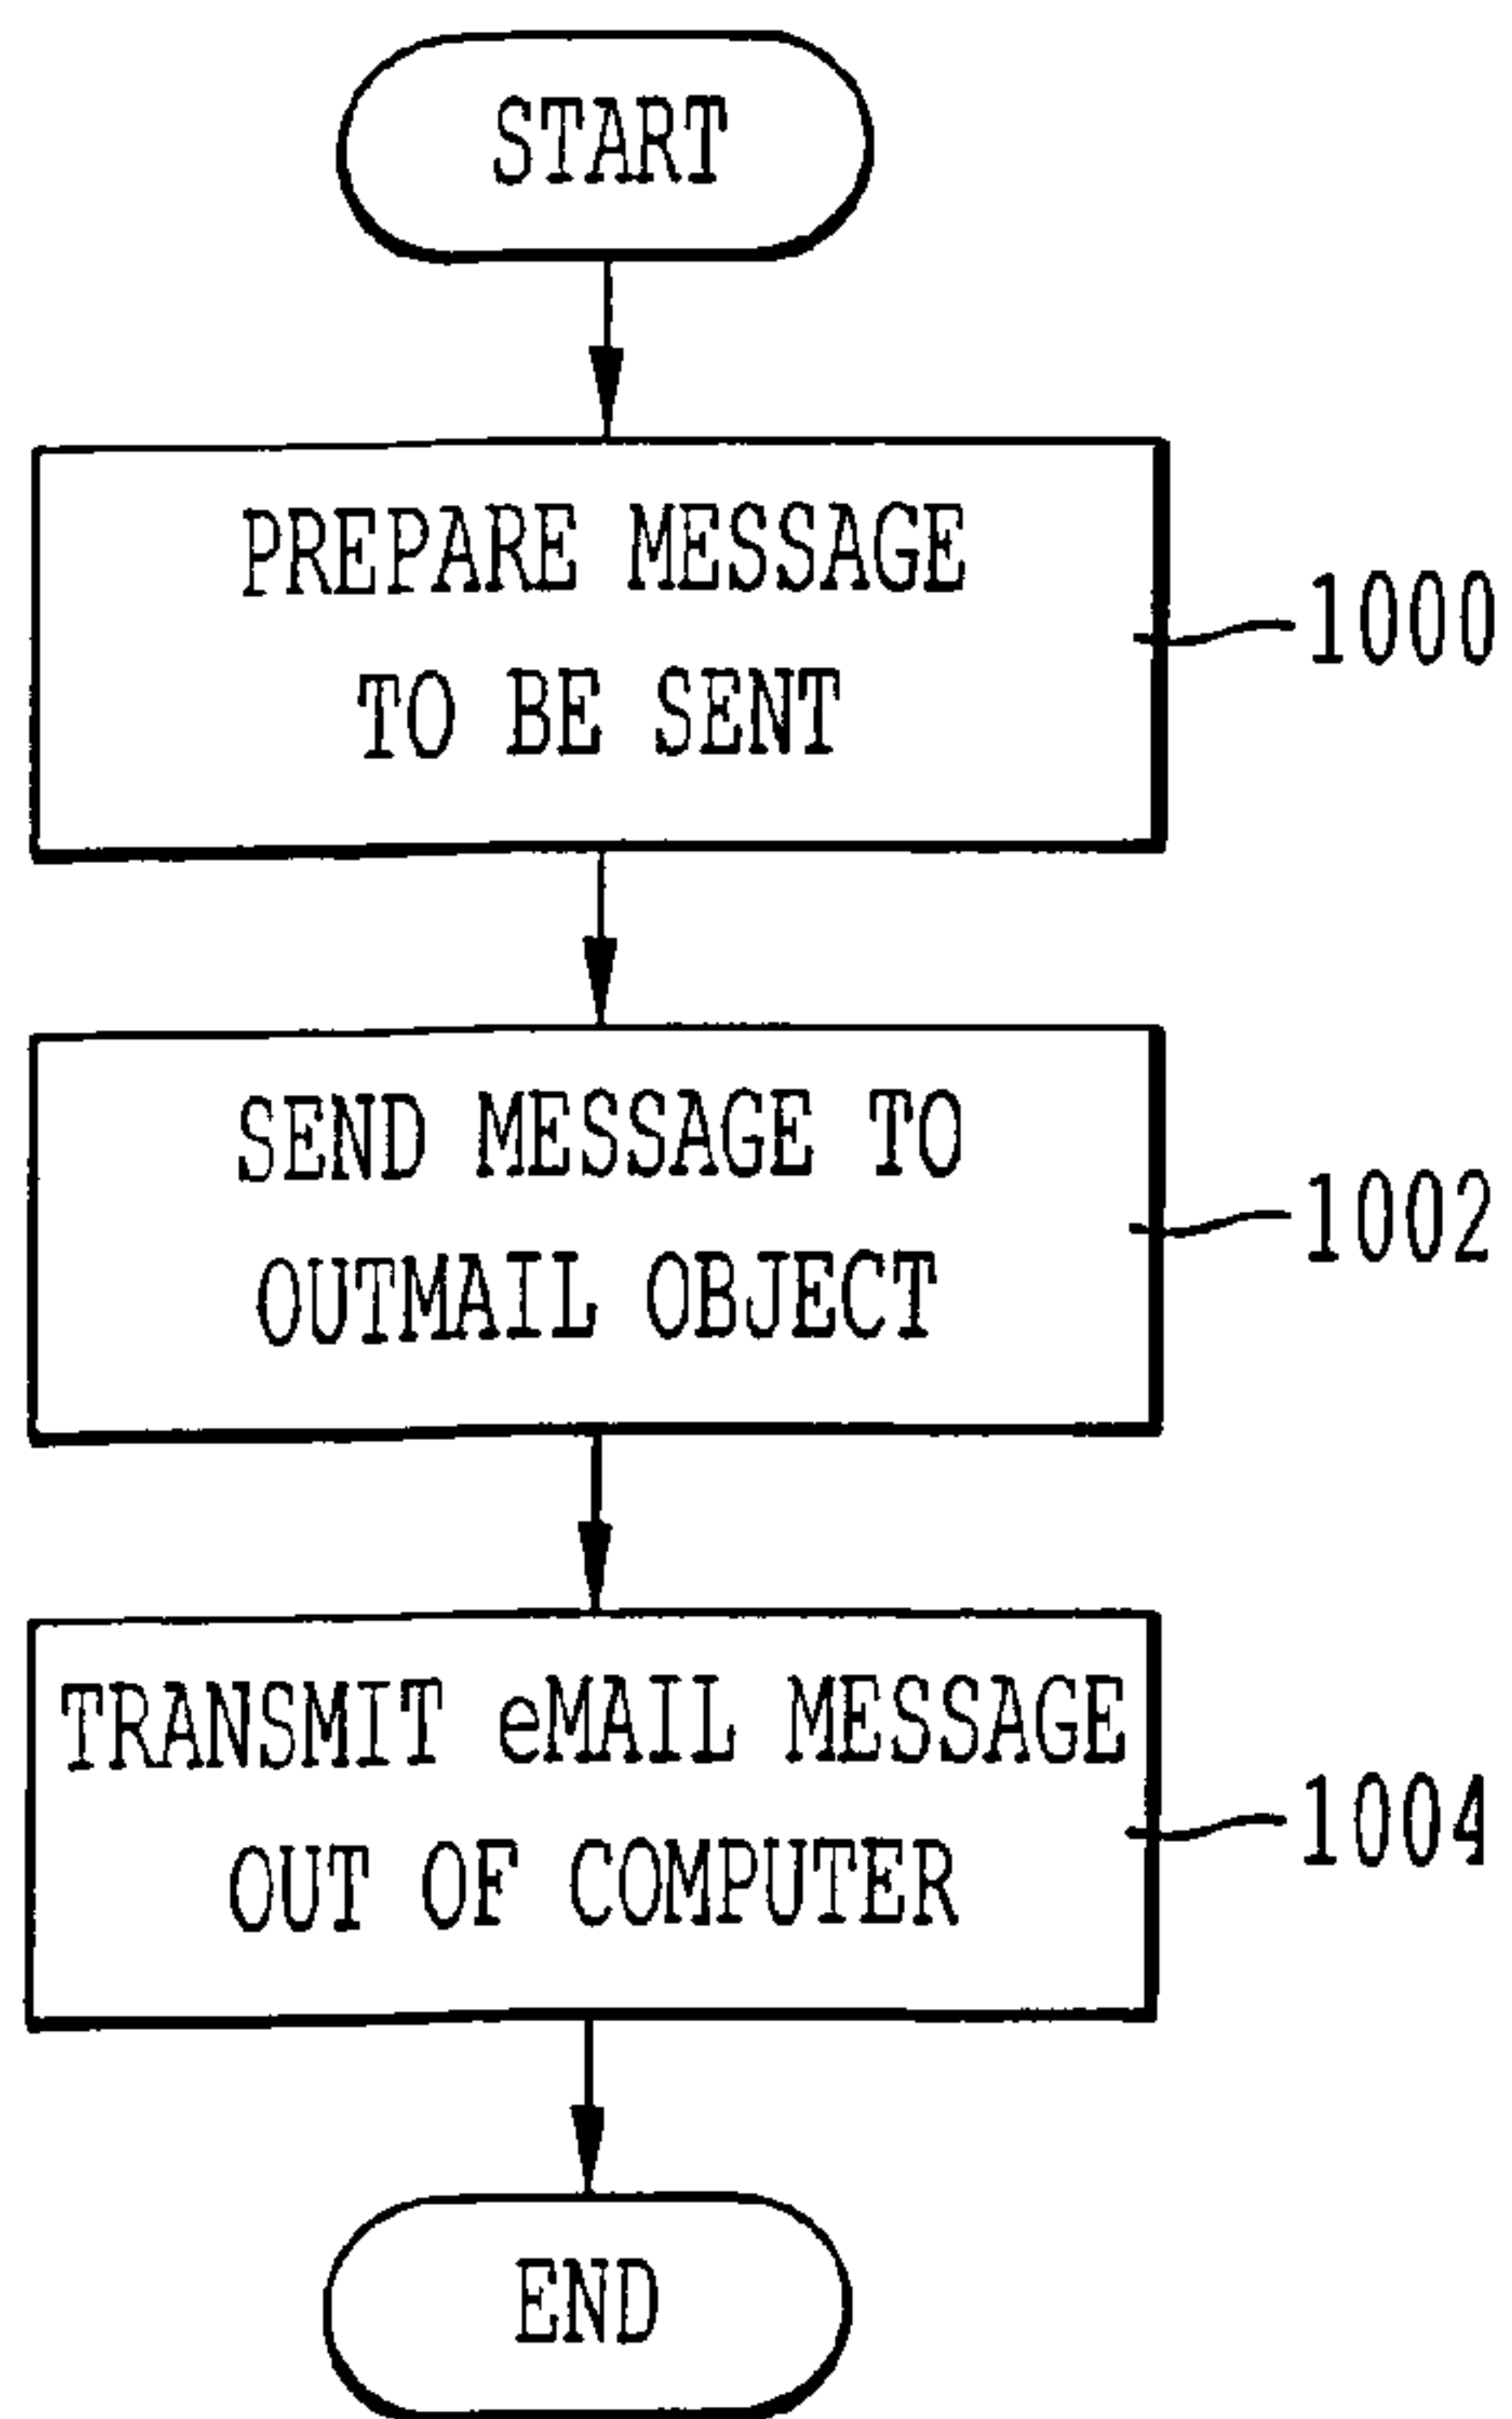 START
PREPARE MESSAGE
TO BE SENT
1000
SEND MESSAGE TO
OUTMAIL OBJECT
1002
TRANSMIT eMAIL MESSAGE
OUT OF COMPUTER
1004
END